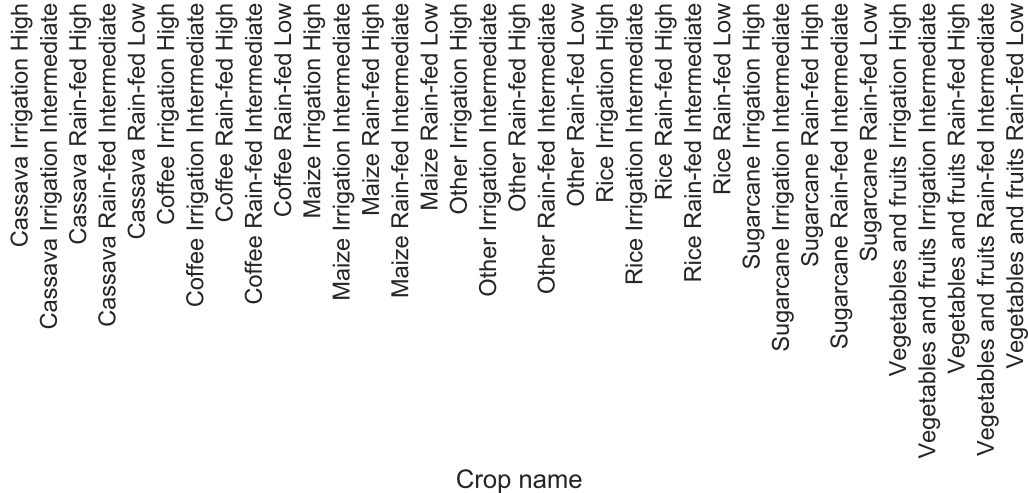 Cassava Irrigation High
Cassava Irrigation Intermediate
Cassava Rain-fed High
Cassava Rain-fed Intermediate
Cassava Rain-fed Low
Coffee Irrigation High
Coffee Irrigation Intermediate
Coffee Rain-fed High
Coffee Rain-fed Intermediate
Coffee Rain-fed Low
Maize Irrigation High
Maize Irrigation Intermediate
Maize Rain-fed High
Maize Rain-fed Intermediate
Maize Rain-fed Low
Other Irrigation High
Other Irrigation Intermediate
Other Rain-fed High
Other Rain-fed Intermediate
Other Rain-fed Low
Rice Irrigation High
Rice Irrigation Intermediate
Rice Rain-fed High
Rice Rain-fed Intermediate
Rice Rain-fed Low
Sugarcane Irrigation High
Sugarcane Irrigation Intermediate
Sugarcane Rain-fed High
Sugarcane Rain-fed Intermediate
Sugarcane Rain-fed Low
Vegetables and fruits Irrigation High
Vegetables and fruits Irrigation Intermediate
Vegetables and fruits Rain-fed High
Vegetables and fruits Rain-fed Intermediate
Vegetables and fruits Rain-fed Low
Crop name